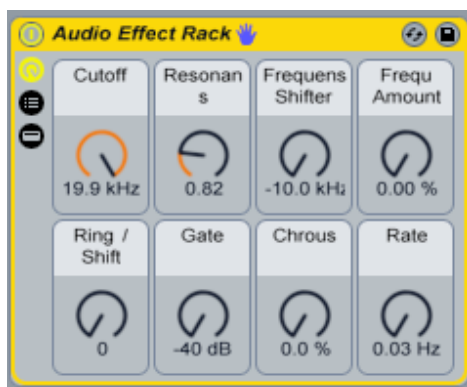 Audio Effect Rack
Cutoff
Resonan
s
Frequens
Shifter
Frequ
Amount
19.9 kHz
0.82
-10.0 kHz
0.00 %
Ring /
Shift
Gate
Chrous
Rate
0
-40 dB
0.0 %
0.03 Hz